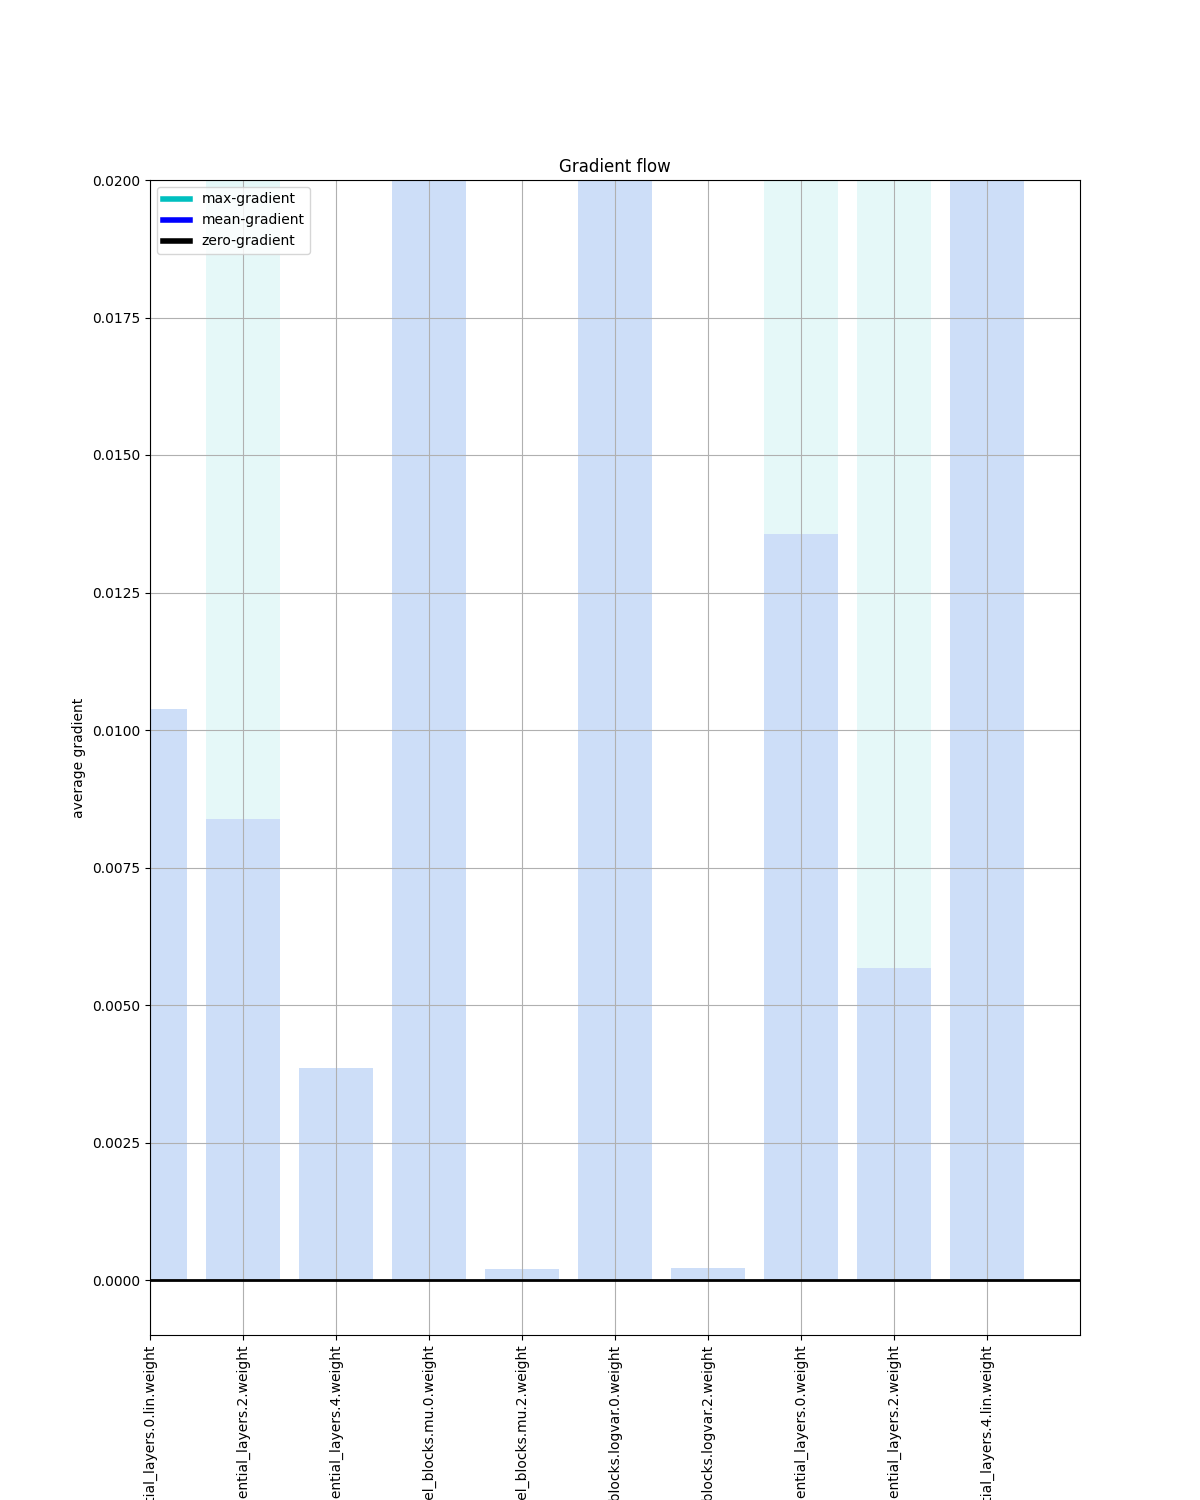 Gradient flow
max-gradient
mean-gradient
zero-gradient
0.0200
0.0175
0.0150
0.0125
0.0100
0.0075
0.0050
0.0025
0.0000
average gradient
tial_layers.0.lin.weight
ential_layers.2.weight
ential_layers.4.weight
el_blocks.mu.0.weight
el_blocks.mu.2.weight
blocks.logvar.0.weight
blocks.logvar.2.weight
ential_layers.0.weight
ential_layers.2.weight
tial_layers.4.lin.weight